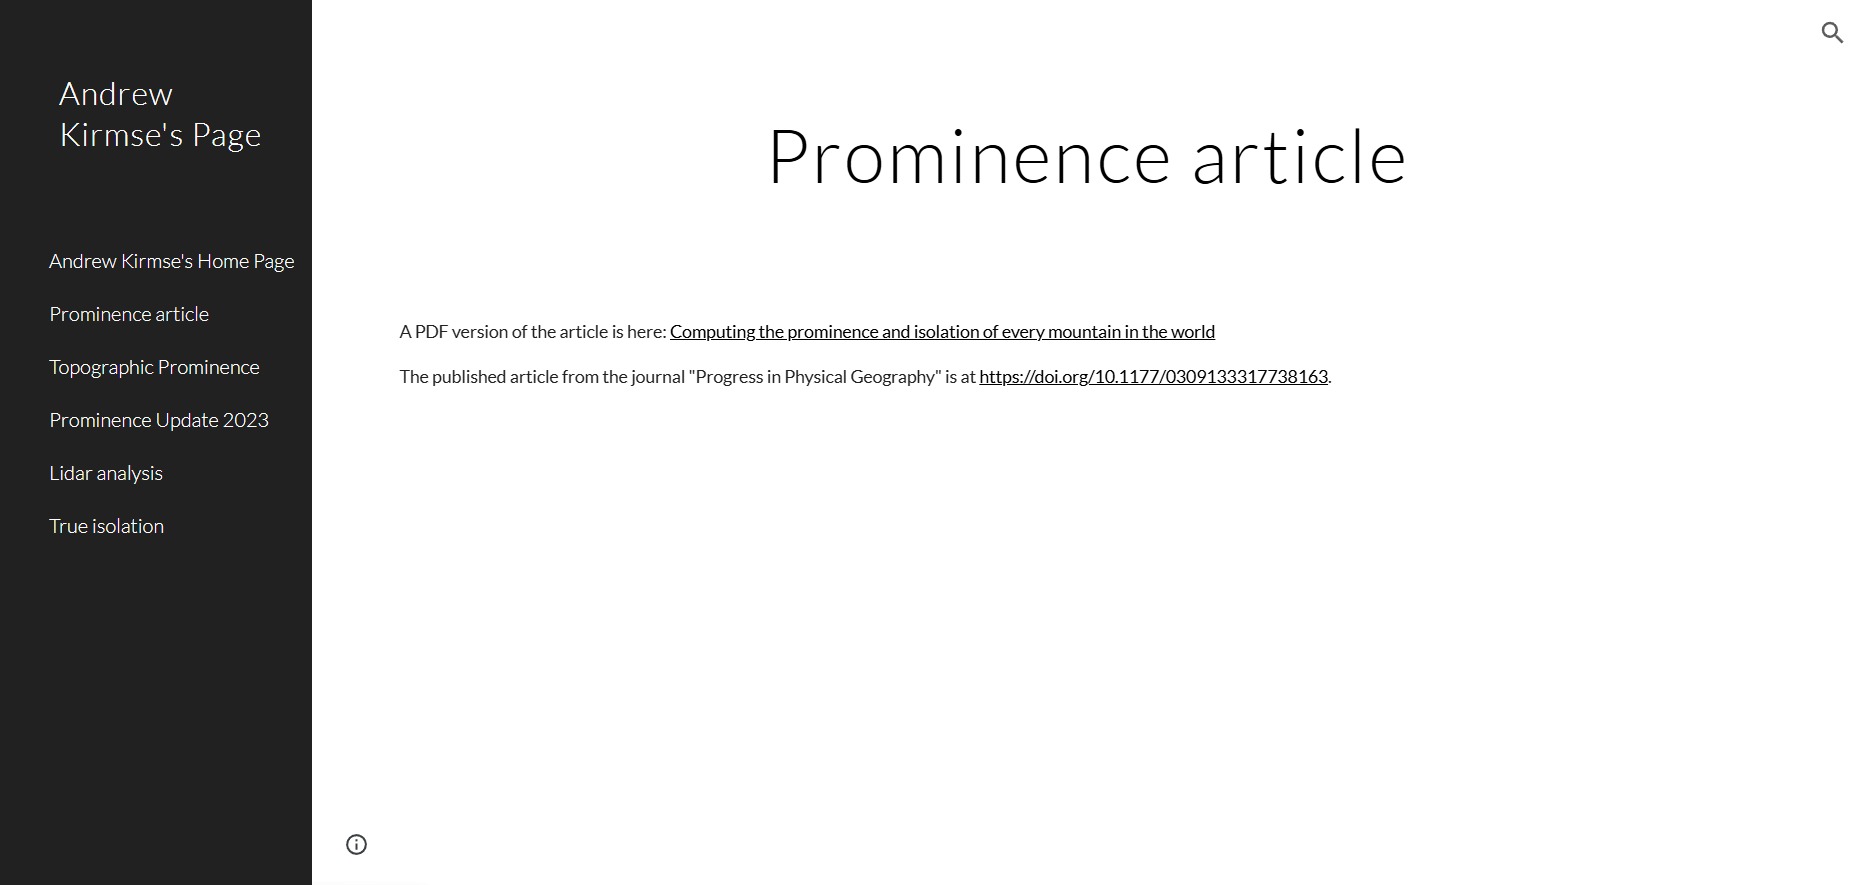 Andrew
Kirmse's Page
Andrew Kirmse's Home Page
Prominence article
Topographic Prominence
Prominence Update 2023
Lidar analysis
True isolation
Prominence article
A PDF version of the article is here: Computing the prominence and isolation of every mountain in the world
The published article from the journal "Progress in Physical Geography" is at https://doi.org/10.1177/0309133317738163.